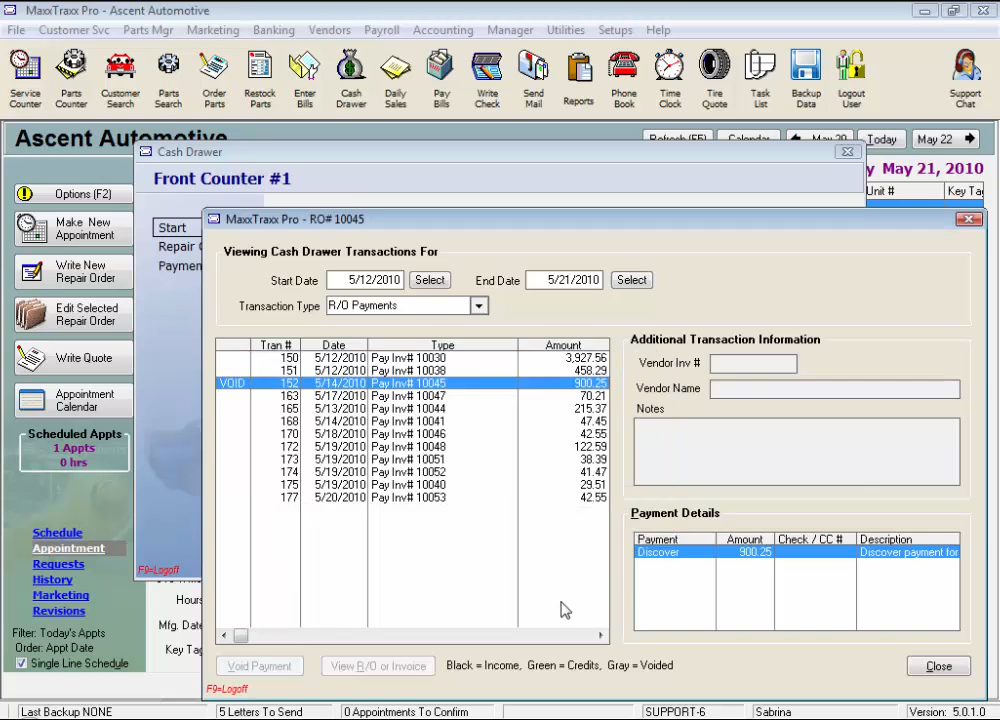 MaxxTraxx Pro - Ascent Automotive
File Customer Svc Parts Mgr Marketing Banking Vendors Payroll Accounting Manager Utilities Setups Help
Service Counter
Parts Counter
Customer Search
Parts Search
Order Parts
Restock Parts
Enter Bills
Cash Drawer
Daily Sales
Pay Bills
Write Check
Send Mail
Reports
Phone Book
Time Clock
Tire Quote
Task List
Backup Data
Logout User
Support Chat
Ascent Automotive
Refresh (F5) Calendar May 20 Today May 22
y May 21, 2010
Unit # Key Tag
Options (F2)
Make New Appointment
Write New Repair Order
Edit Selected Repair Order
Write Quote
Appointment Calendar
Scheduled Appts
1 Appts
0 hrs
Schedule
Appointment
Requests
History
Marketing
Revisions
Filter: Today's Appts
Order: Appt Date
Single Line Schedule
Hours
Mfg. Date
Key Tag
Cash Drawer
Front Counter #1
Start
Repair
Paymen
F9=Logoff
MaxxTraxx Pro - RO# 10045
Viewing Cash Drawer Transactions For
Start Date 5/12/2010 Select End Date 5/21/2010 Select
Transaction Type R/O Payments
Tran # Date Type Amount
150 5/12/2010 Pay Inv# 10030 3,927.56
151 5/12/2010 Pay Inv# 10038 458.29
VOID 152 5/14/2010 Pay Inv# 10045 900.25
163 5/17/2010 Pay Inv# 10047 70.21
165 5/13/2010 Pay Inv# 10044 215.37
168 5/14/2010 Pay Inv# 10041 47.45
170 5/18/2010 Pay Inv# 10046 42.55
172 5/19/2010 Pay Inv# 10048 122.59
173 5/19/2010 Pay Inv# 10051 38.39
174 5/19/2010 Pay Inv# 10052 41.47
175 5/19/2010 Pay Inv# 10040 29.51
177 5/20/2010 Pay Inv# 10053 42.55
Additional Transaction Information
Vendor Inv #
Vendor Name
Notes
Payment Details
Payment Amount Check / CC # Description
Discover 900.25 Discover payment for
Void Payment View R/O or Invoice Black = Income, Green = Credits, Gray = Voided Close
F9=Logoff
Last Backup NONE 5 Letters To Send 0 Appointments To Confirm SUPPORT-6 Sabrina Version: 5.0.1.0